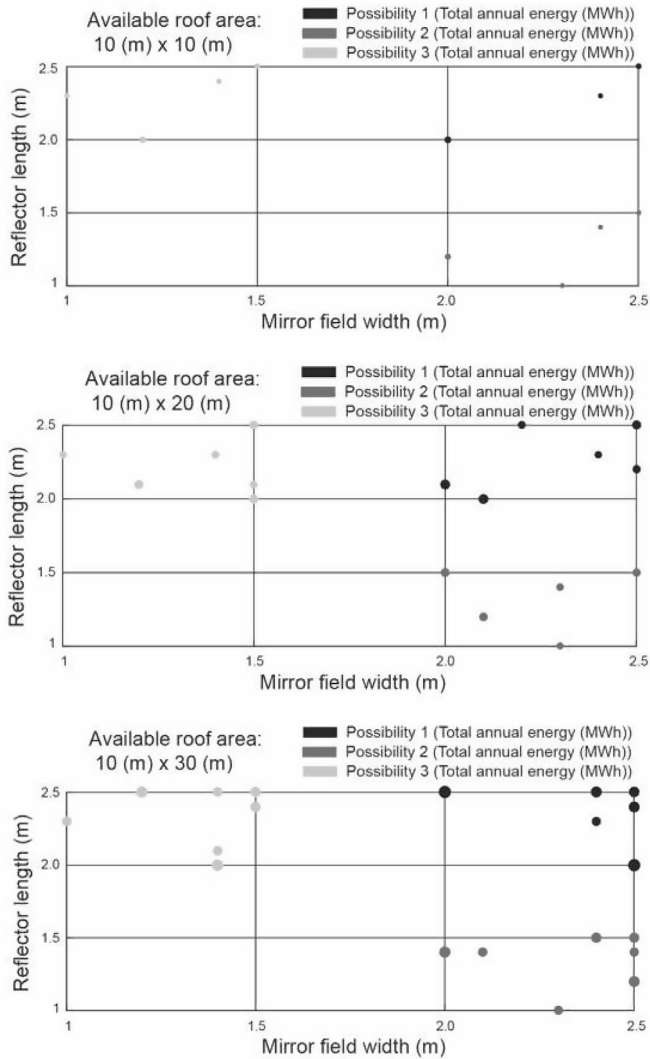 Available roof area:
10 (m) x 10 (m)
Possibility 1 (Total annual energy (MWh))
Possibility 2 (Total annual energy (MWh))
Possibility 3 (Total annual energy (MWh))
Reflector length (m)
2.5
2.0
1.5
1
1
1.5
2.0
2.5
Mirror field width (m)
Available roof area:
10 (m) x 20 (m)
Possibility 1 (Total annual energy (MWh))
Possibility 2 (Total annual energy (MWh))
Possibility 3 (Total annual energy (MWh))
Reflector length (m)
2.5
2.0
1.5
1
1
1.5
2.0
2.5
Mirror field width (m)
Available roof area:
10 (m) x 30 (m)
Possibility 1 (Total annual energy (MWh))
Possibility 2 (Total annual energy (MWh))
Possibility 3 (Total annual energy (MWh))
Reflector length (m)
2.5
2.0
1.5
1
1
1.5
2.0
2.5
Mirror field width (m)